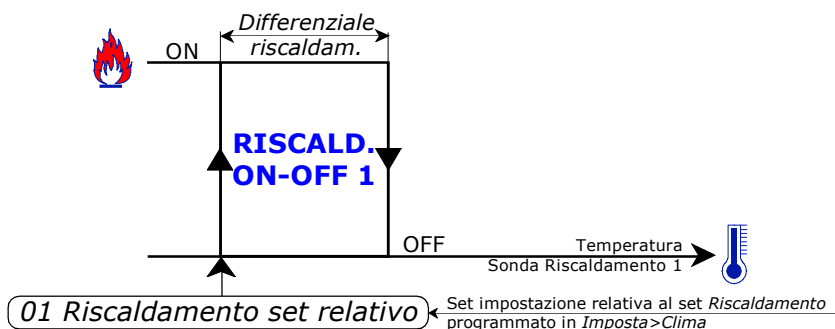 Differenziale
riscaldam.
ON
RISCALD.
ON-OFF 1
OFF
Temperatura
Sonda Riscaldamento 1
01 Riscaldamento set relativo
Set impostazione relativa al set Riscaldamento
programmato in Imposta>Clima